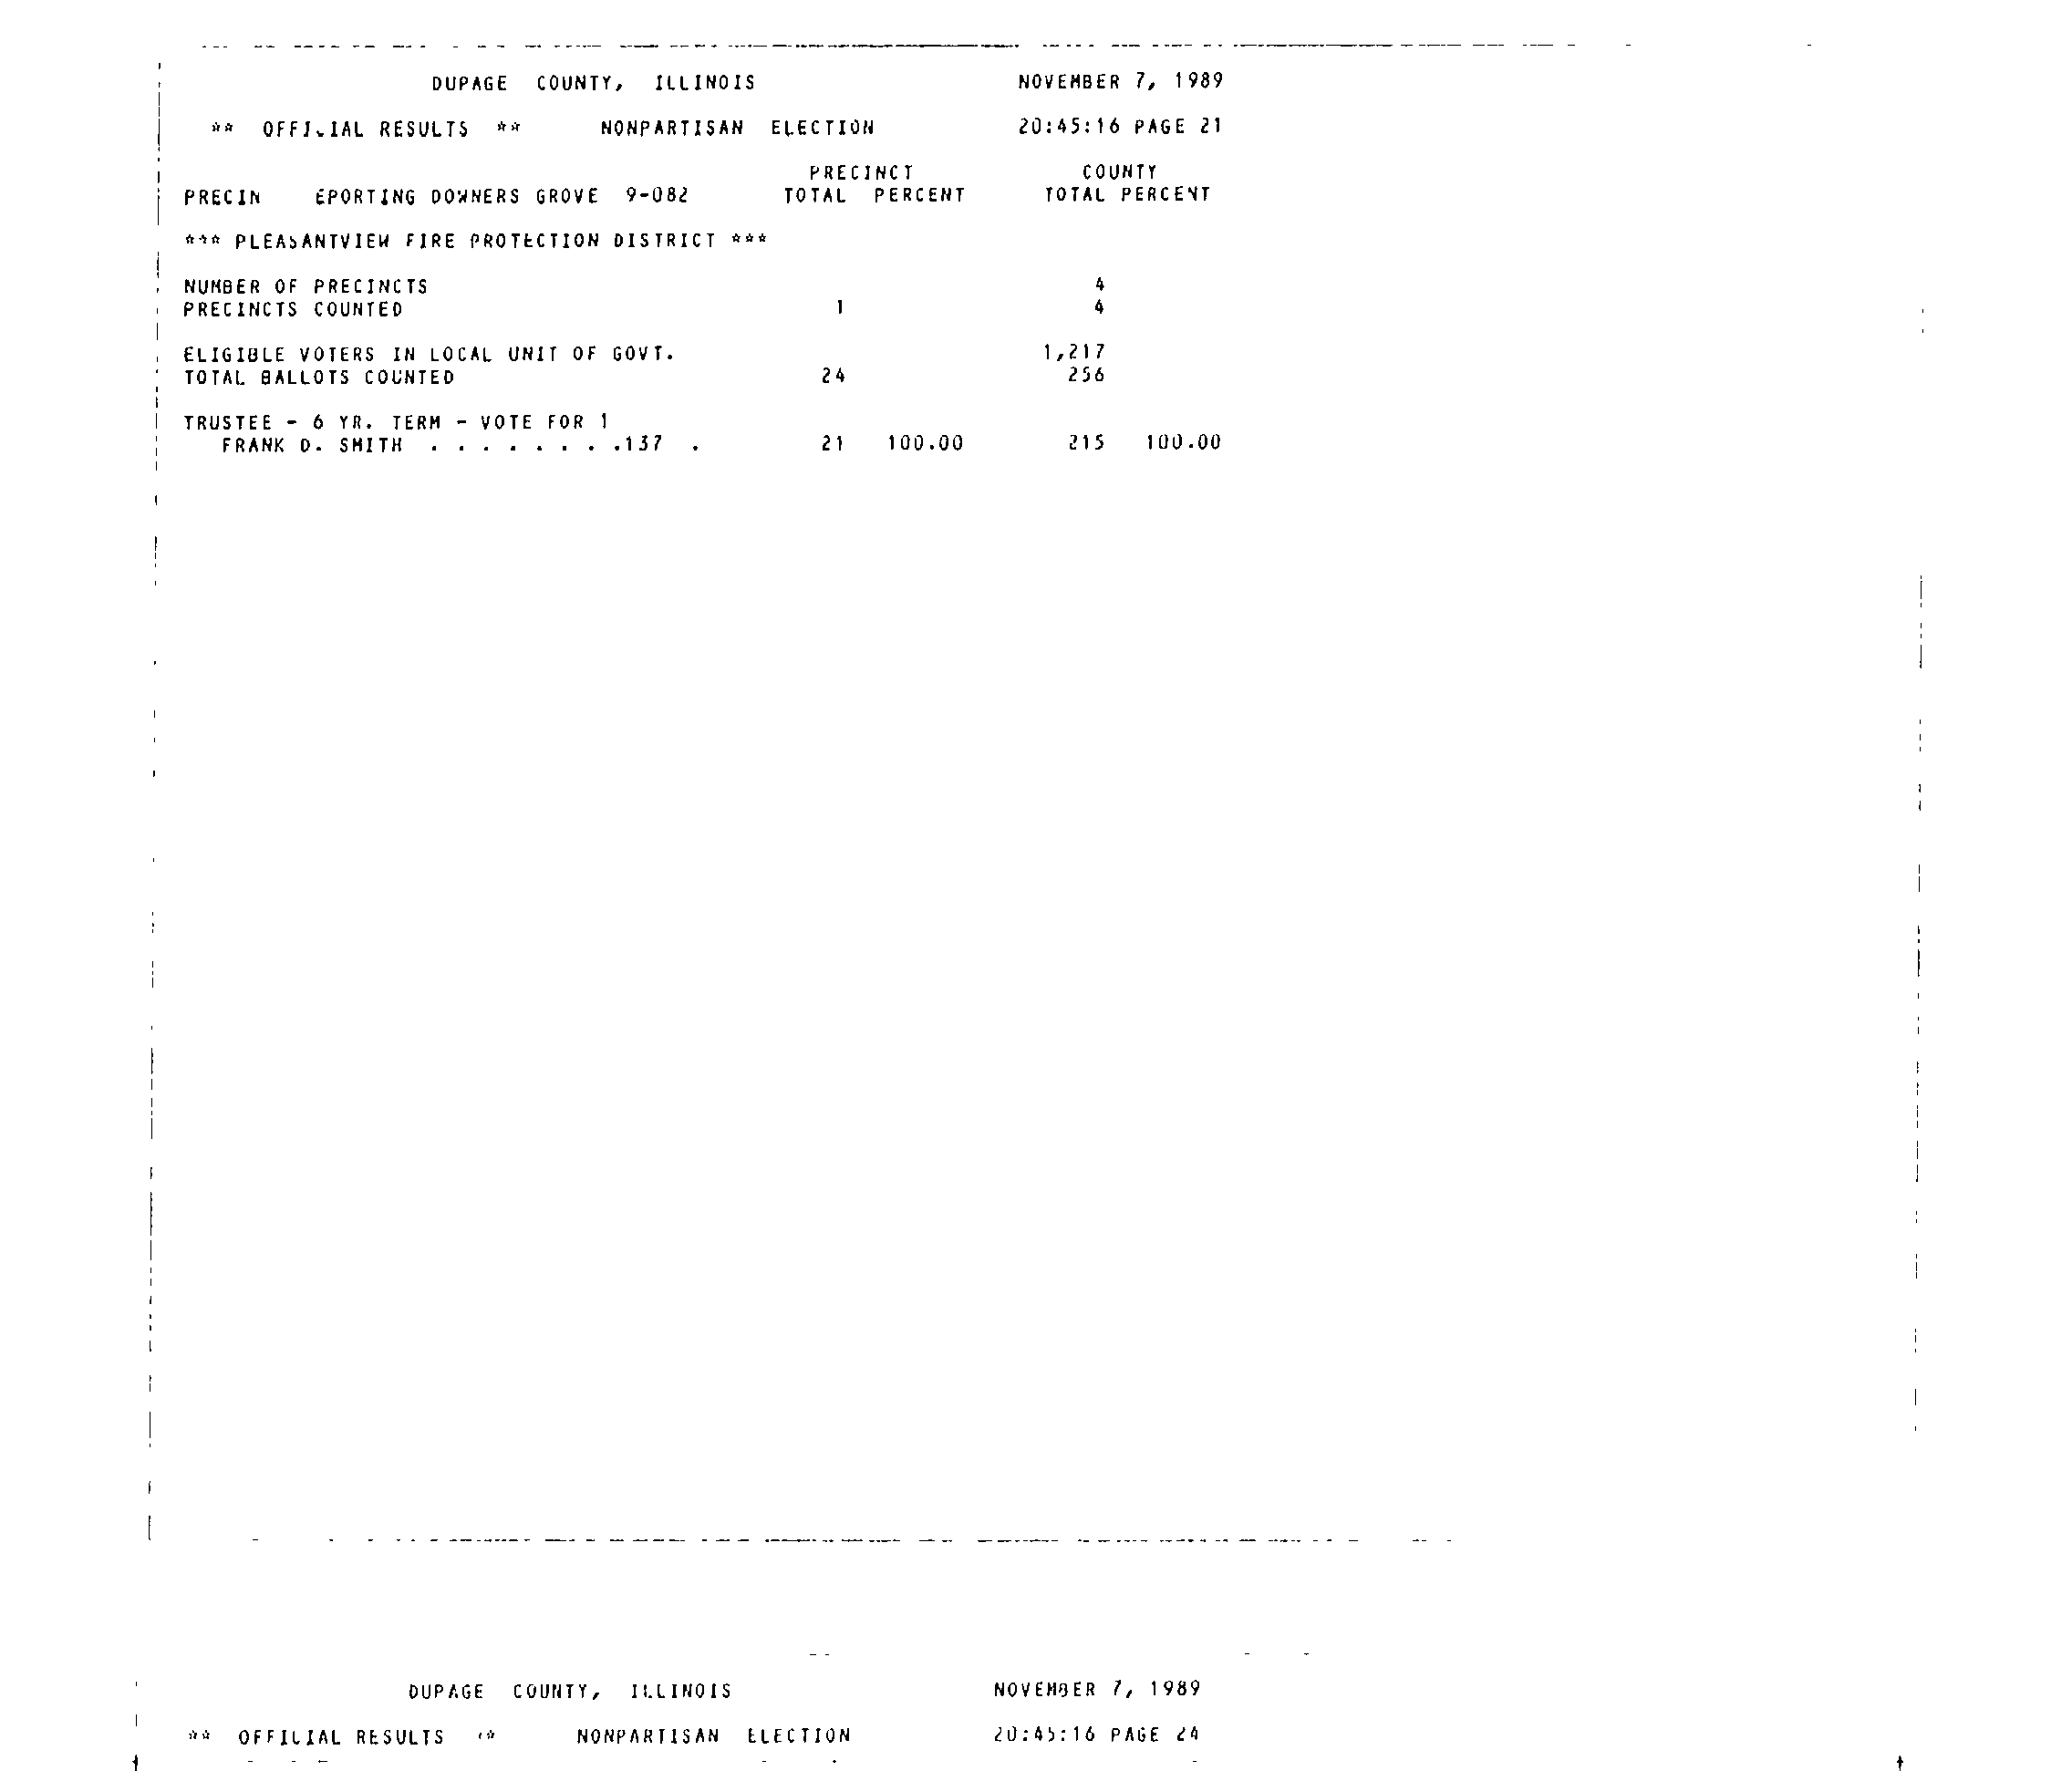 DUPAGE COUNTY, ILLINOIS NOVEMBER 7, 1989
** OFFICIAL RESULTS ** NONPARTISAN ELECTION 20:45:16 PAGE 21
PRECINCT COUNTY
PRECIN EPORTING DOWNERS GROVE 9-082 TOTAL PERCENT TOTAL PERCENT
*** PLEASANTVIEW FIRE PROTECTION DISTRICT ***
NUMBER OF PRECINCTS 4
PRECINCTS COUNTED 1 4
ELIGIBLE VOTERS IN LOCAL UNIT OF GOVT. 1,217
TOTAL BALLOTS COUNTED 24 256
TRUSTEE - 6 YR. TERM - VOTE FOR 1
FRANK D. SMITH . . . . . . . .137 . 21 100.00 215 100.00
DUPAGE COUNTY, ILLINOIS NOVEMBER 7, 1989
** OFFICIAL RESULTS ** NONPARTISAN ELECTION 20:45:16 PAGE 24